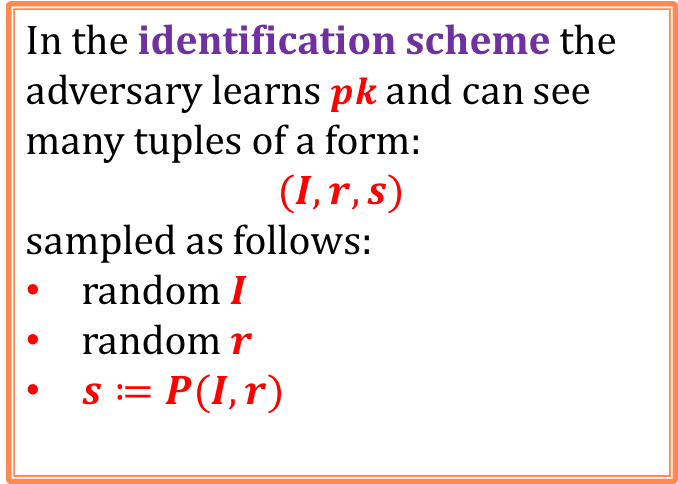 In the identification scheme the
adversary learns pk and can see
many tuples of a form:
(I, r, s)
sampled as follows:
• random I
• random r
• s ≔ P(I, r)